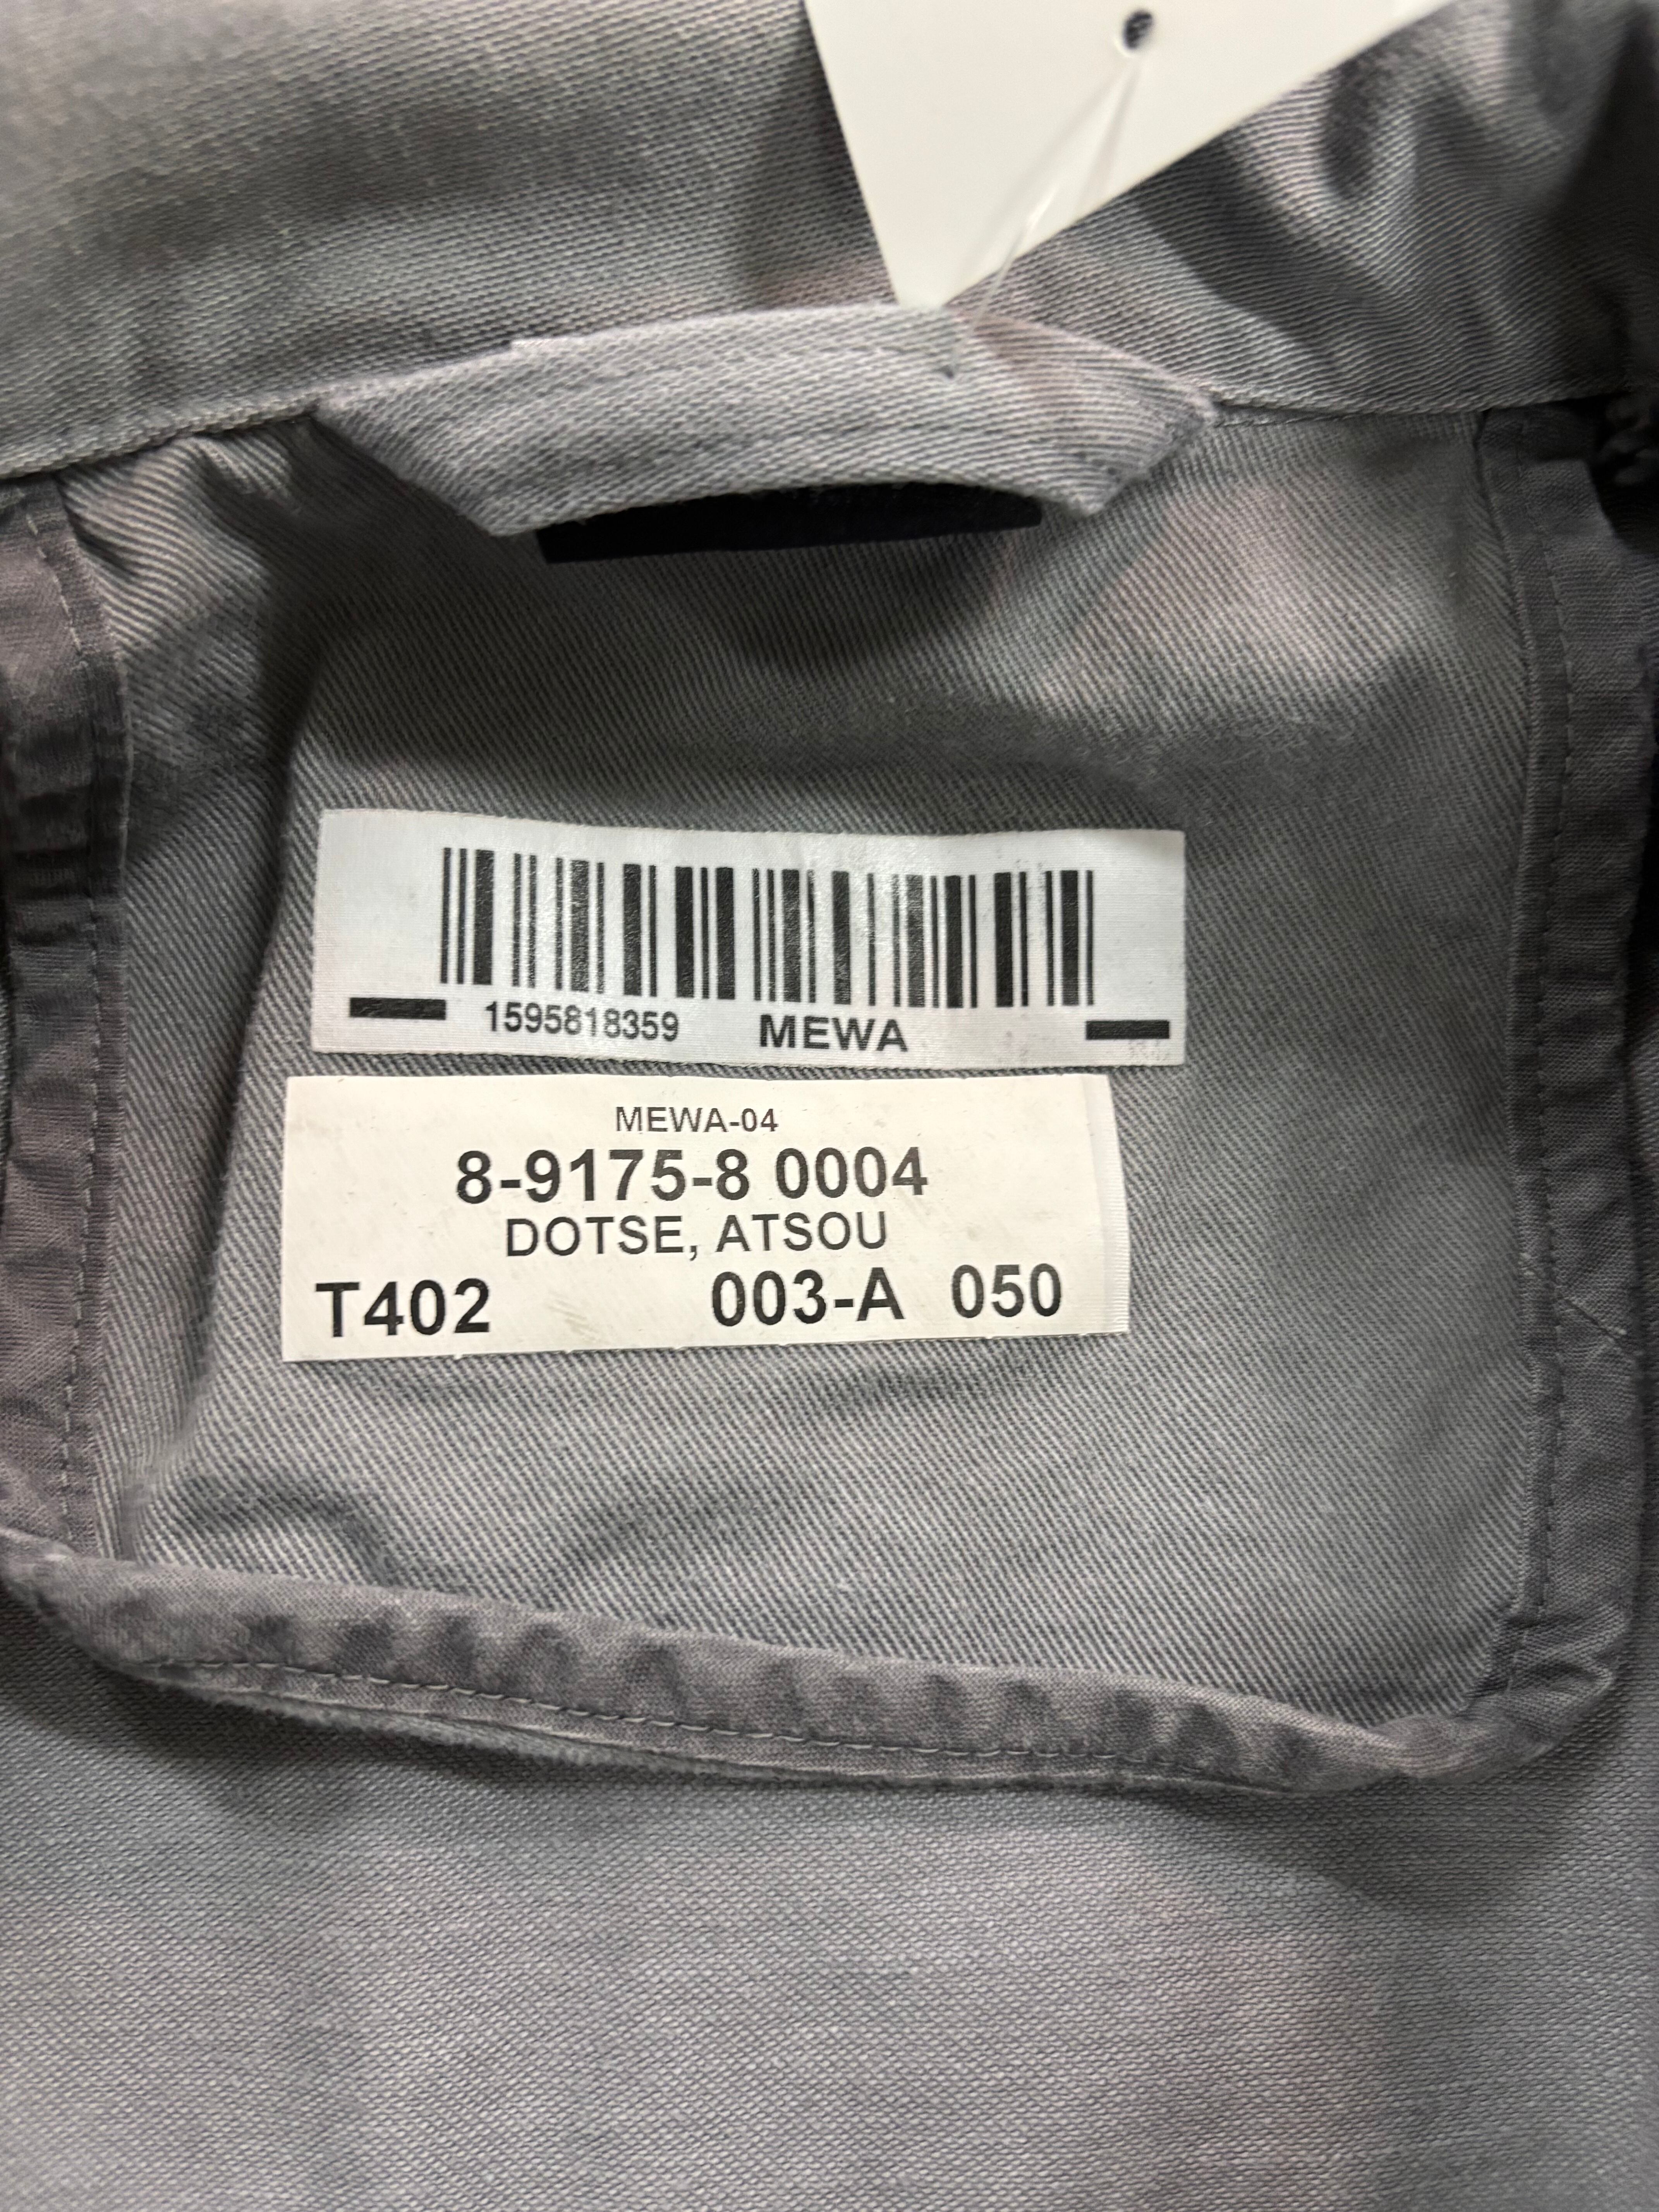 1595818359 MEWA
MEWA-04
8-9175-8 0004
DOTSE, ATSOU
T402 003-A 050